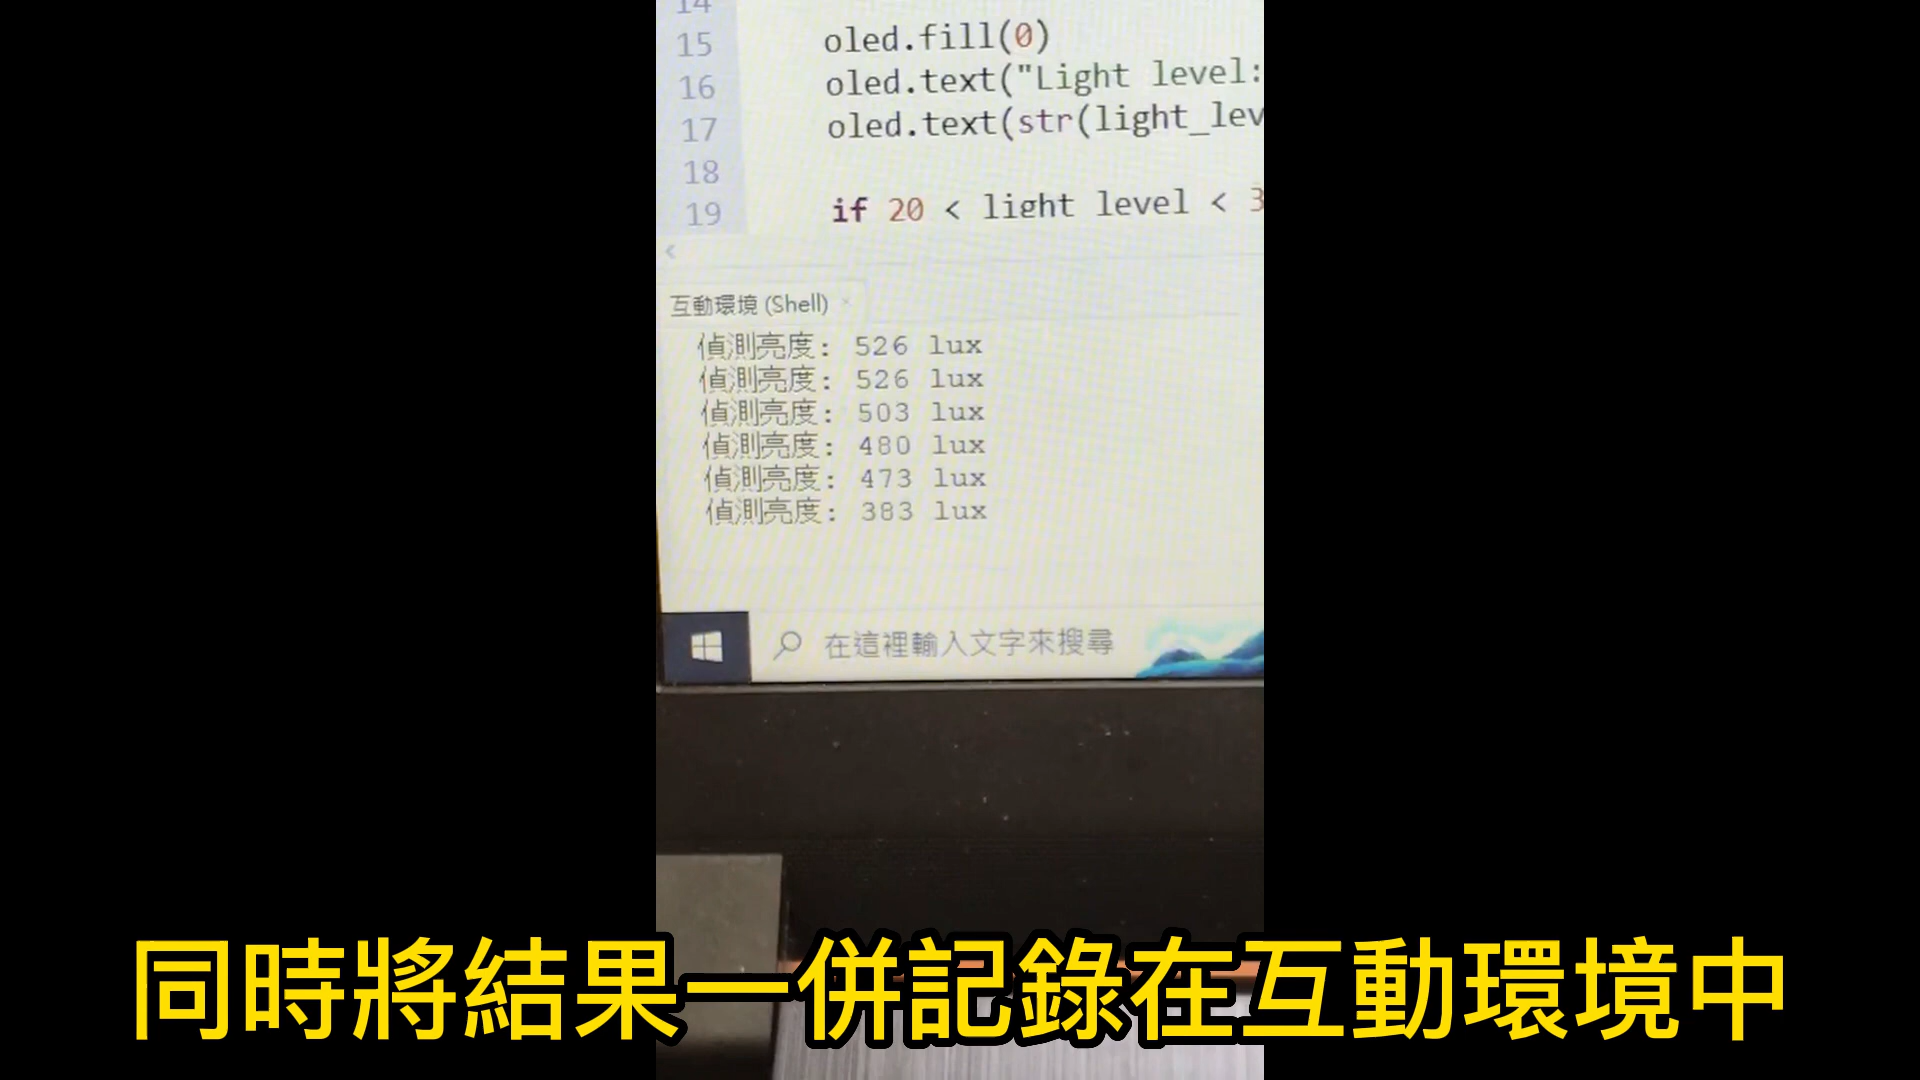 14
15 oled.fill(0)
16 oled.text("Light level:
17 oled.text(str(light_lev
18
19 if 20 < light level < 3
互動環境 (Shell) ×
偵測亮度: 526 lux
偵測亮度: 526 lux
偵測亮度: 503 lux
偵測亮度: 480 lux
偵測亮度: 473 lux
偵測亮度: 383 lux
在這裡輸入文字來搜尋
同時將結果一併記錄在互動環境中